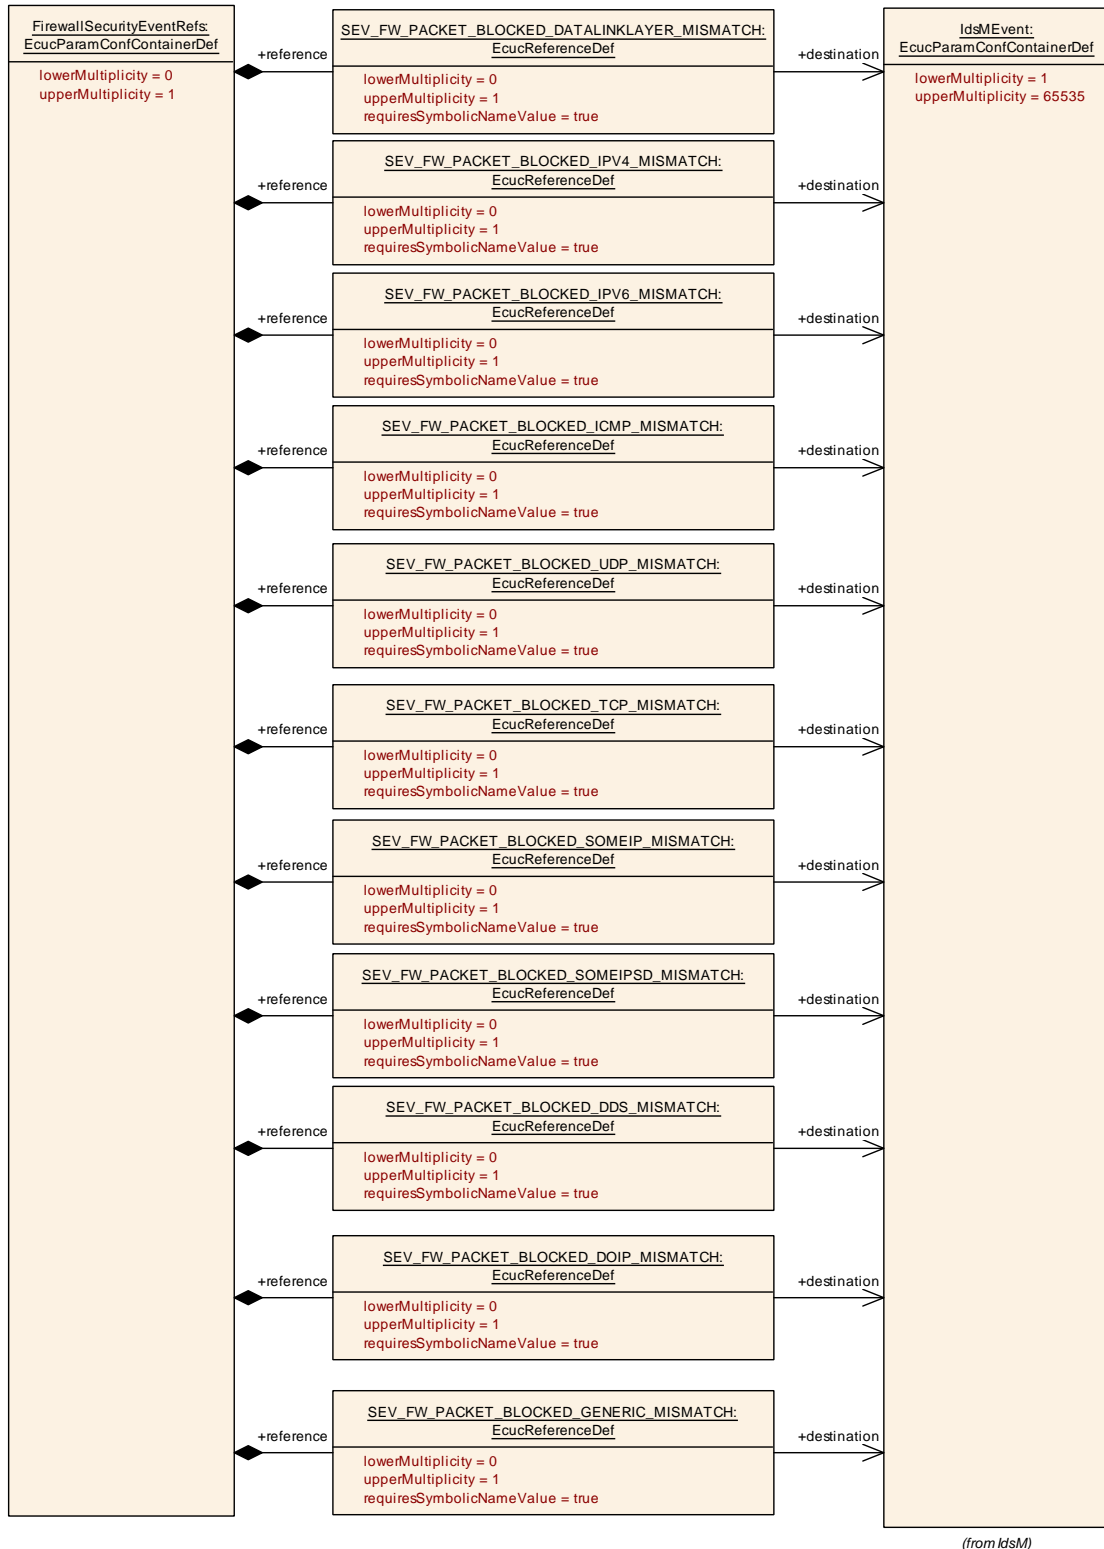 FirewallSecurityEventRefs:
EcucParamConfContainerDef
lowerMultiplicity = 0
upperMultiplicity = 1
+reference
SEV_FW_PACKET_BLOCKED_DATALINKLAYER_MISMATCH:
EcucReferenceDef
lowerMultiplicity = 0
upperMultiplicity = 1
requiresSymbolicNameValue = true
+destination
IdsMEvent:
EcucParamConfContainerDef
lowerMultiplicity = 1
upperMultiplicity = 65535
+reference
SEV_FW_PACKET_BLOCKED_IPV4_MISMATCH:
EcucReferenceDef
lowerMultiplicity = 0
upperMultiplicity = 1
requiresSymbolicNameValue = true
+destination
+reference
SEV_FW_PACKET_BLOCKED_IPV6_MISMATCH:
EcucReferenceDef
lowerMultiplicity = 0
upperMultiplicity = 1
requiresSymbolicNameValue = true
+destination
+reference
SEV_FW_PACKET_BLOCKED_ICMP_MISMATCH:
EcucReferenceDef
lowerMultiplicity = 0
upperMultiplicity = 1
requiresSymbolicNameValue = true
+destination
+reference
SEV_FW_PACKET_BLOCKED_UDP_MISMATCH:
EcucReferenceDef
lowerMultiplicity = 0
upperMultiplicity = 1
requiresSymbolicNameValue = true
+destination
+reference
SEV_FW_PACKET_BLOCKED_TCP_MISMATCH:
EcucReferenceDef
lowerMultiplicity = 0
upperMultiplicity = 1
requiresSymbolicNameValue = true
+destination
+reference
SEV_FW_PACKET_BLOCKED_SOMEIP_MISMATCH:
EcucReferenceDef
lowerMultiplicity = 0
upperMultiplicity = 1
requiresSymbolicNameValue = true
+destination
+reference
SEV_FW_PACKET_BLOCKED_SOMEIPSD_MISMATCH:
EcucReferenceDef
lowerMultiplicity = 0
upperMultiplicity = 1
requiresSymbolicNameValue = true
+destination
+reference
SEV_FW_PACKET_BLOCKED_DDS_MISMATCH:
EcucReferenceDef
lowerMultiplicity = 0
upperMultiplicity = 1
requiresSymbolicNameValue = true
+destination
+reference
SEV_FW_PACKET_BLOCKED_DOIP_MISMATCH:
EcucReferenceDef
lowerMultiplicity = 0
upperMultiplicity = 1
requiresSymbolicNameValue = true
+destination
+reference
SEV_FW_PACKET_BLOCKED_GENERIC_MISMATCH:
EcucReferenceDef
lowerMultiplicity = 0
upperMultiplicity = 1
requiresSymbolicNameValue = true
+destination
(from IdsM)